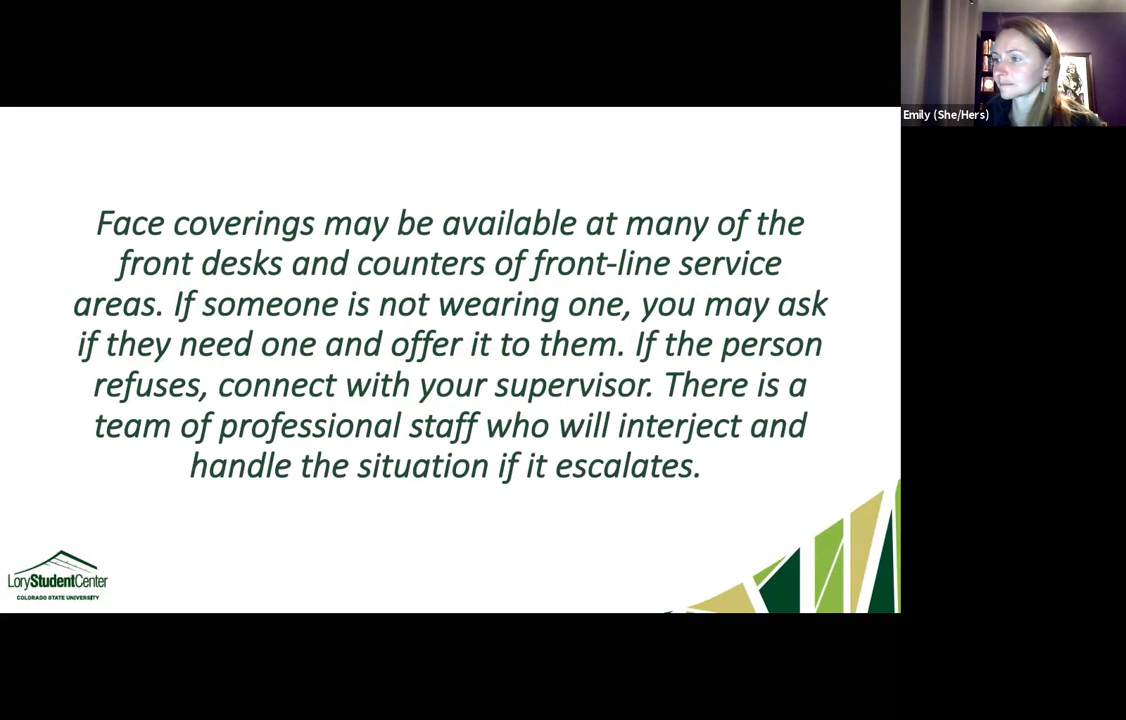 Emily (She/Hers)
Face coverings may be available at many of the
front desks and counters of front-line service
areas. If someone is not wearing one, you may ask
if they need one and offer it to them. If the person
refuses, connect with your supervisor. There is a
team of professional staff who will interject and
handle the situation if it escalates.
LoryStudentCenter
COLORADO STATE UNIVERSITY